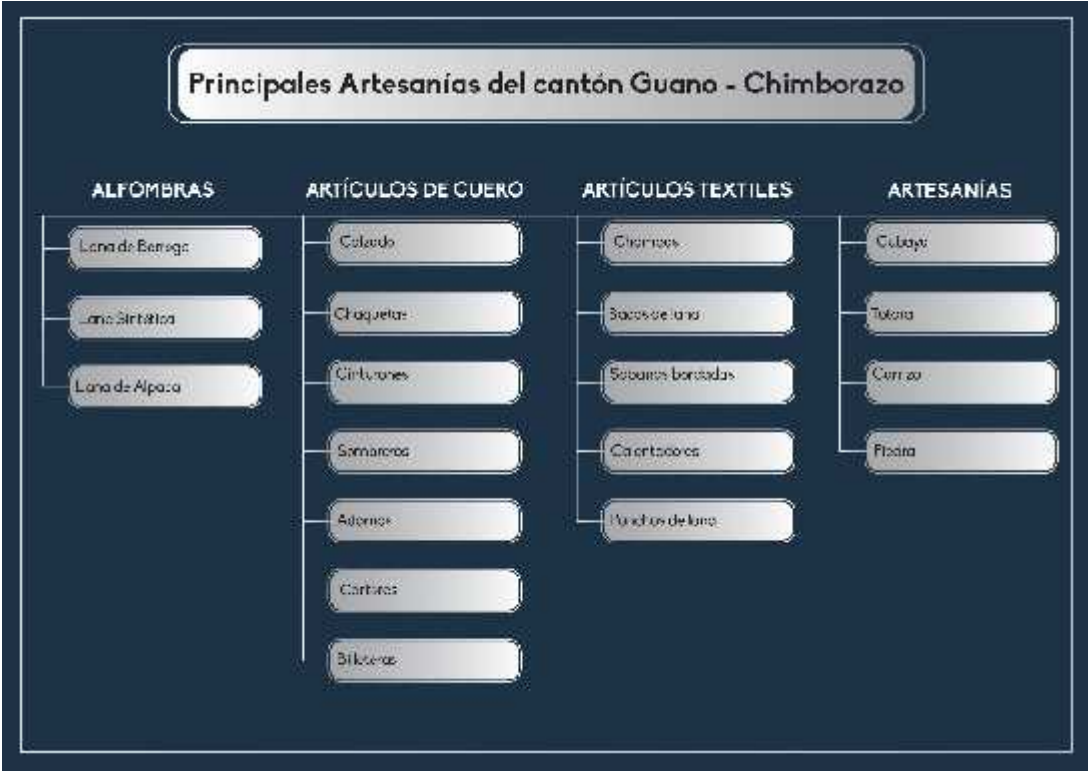 Principales Artesanías del cantón Guano - Chimborazo
ALFOMBRAS
Lana de Borrego
Lana Sintética
Lana de Alpaca
ARTÍCULOS DE CUERO
Calzado
Chaquetas
Cinturones
Sombreros
Adornos
Carteras
Billeteras
ARTÍCULOS TEXTILES
Chompas
Sacos de lana
Sabanas bordadas
Calentadores
Ponchos de lana
ARTESANÍAS
Cabuya
Totora
Carrizo
Piedra